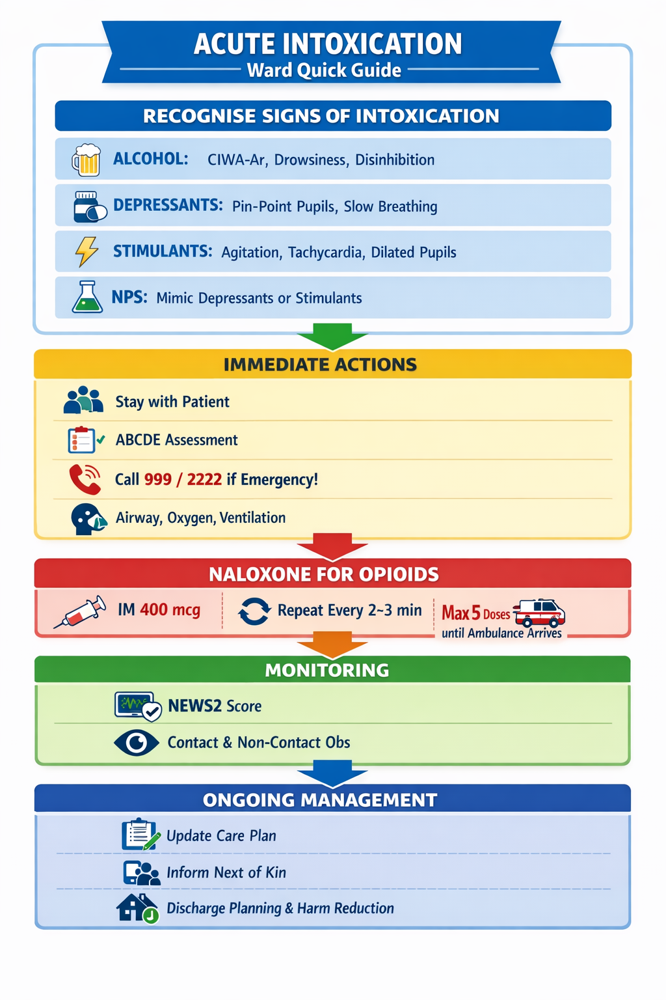 ACUTE INTOXICATION
Ward Quick Guide
RECOGNISE SIGNS OF INTOXICATION
ALCOHOL: CIWA-Ar, Drowsiness, Disinhibition
DEPRESSANTS: Pin-Point Pupils, Slow Breathing
STIMULANTS: Agitation, Tachycardia, Dilated Pupils
NPS: Mimic Depressants or Stimulants
IMMEDIATE ACTIONS
Stay with Patient
ABCDE Assessment
Call 999 / 2222 if Emergency!
Airway, Oxygen, Ventilation
NALOXONE FOR OPIOIDS
IM 400 mcg
Repeat Every 2-3 min
Max 5 Doses
until Ambulance Arrives
MONITORING
NEWS2 Score
Contact & Non-Contact Obs
ONGOING MANAGEMENT
Update Care Plan
Inform Next of Kin
Discharge Planning & Harm Reduction